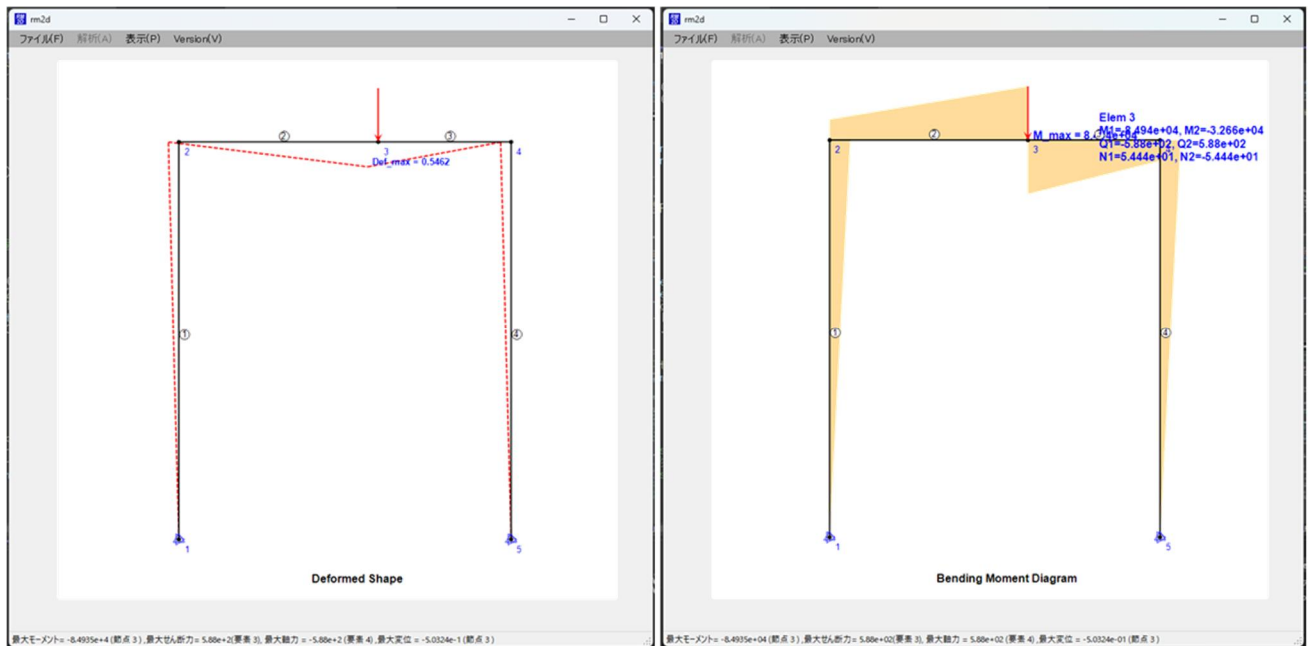 rm2d
ファイル(F) 解析(A) 表示(P) Version(V)
②
③
2
3
4
Def_max = 0.5462
①
④
1
5
Deformed Shape
最大モーメント= -8.4935e+4 (節点 3 ) ,最大せん断力= 5.88e+2(要素 3), 最大軸力 = -5.88e+2 (要素 4) ,最大変位 = -5.0324e-1 (節点 3 )
rm2d
ファイル(F) 解析(A) 表示(P) Version(V)
Elem 3
M1=-8.494e+04, M2=-3.266e+04
Q1=-5.88e+02, Q2=5.88e+02
N1=5.444e+01, N2=-5.444e+01
②
2
3
①
④
1
5
Bending Moment Diagram
最大モーメント= -8.4935e+04 (節点 3 ) ,最大せん断力= 5.88e+02(要素 3), 最大軸力 = 5.88e+02 (要素 4) ,最大変位 = -5.0324e-01 (節点 3 )